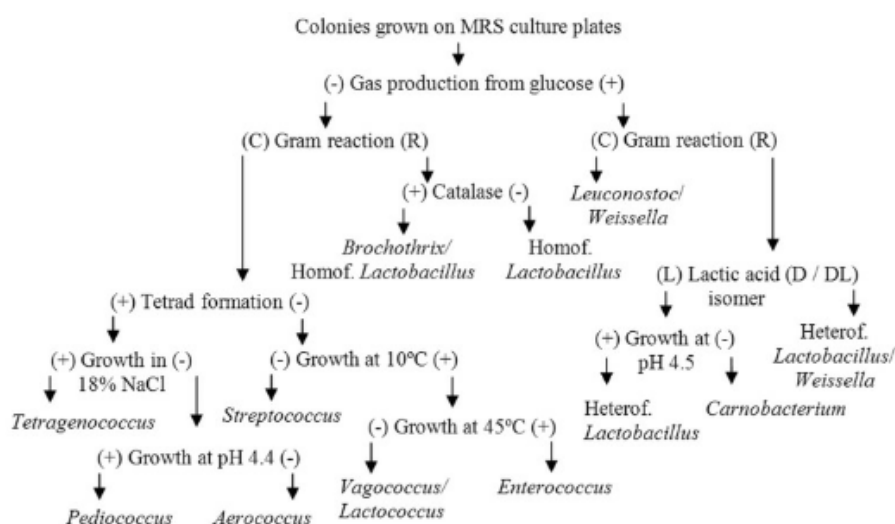 Colonies grown on MRS culture plates
(-) Gas production from glucose (+)
(C) Gram reaction (R)
(C) Gram reaction (R)
(+) Catalase (-)
Leuconostoc/
Weissella
Brochothrix/
Homof. Lactobacillus
Homof.
Lactobacillus
(L) Lactic acid (D / DL)
isomer
(+) Tetrad formation (-)
(+) Growth at (-)
pH 4.5
Heterof.
Lactobacillus/
Weissella
(+) Growth in (-)
18% NaCl
(-) Growth at 10ºC (+)
Tetragenococcus
Streptococcus
Heterof.
Lactobacillus
Carnobacterium
(-) Growth at 45ºC (+)
(+) Growth at pH 4.4 (-)
Vagococcus/
Lactococcus
Enterococcus
Pediococcus
Aerococcus